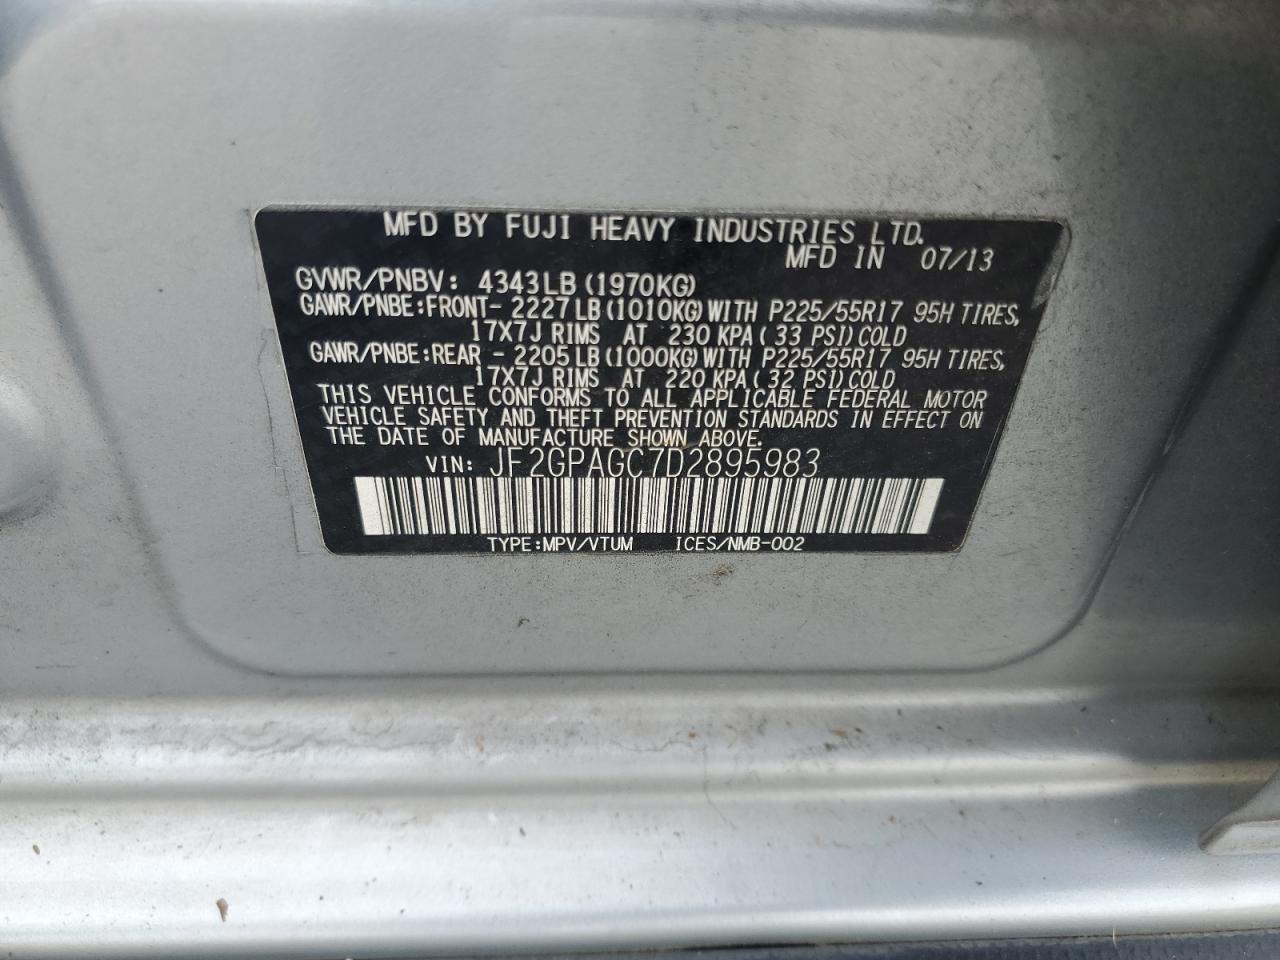 MFD BY FUJI HEAVY INDUSTRIES LTD.
MFD IN 07/13
GVWR/PNBV: 4343LB(1970KG)
GAWR/PNBE:FRONT- 2227LB(1010KG)WITH P225/55R17 95H TIRES,
17X7J RIMS AT 230 KPA(33 PSI)COLD
GAWR/PNBE:REAR - 2205LB(1000KG)WITH P225/55R17 95H TIRES,
17X7J RIMS AT 220 KPA(32 PSI)COLD
THIS VEHICLE CONFORMS TO ALL APPLICABLE FEDERAL MOTOR
VEHICLE SAFETY AND THEFT PREVENTION STANDARDS IN EFFECT ON
THE DATE OF MANUFACTURE SHOWN ABOVE.
VIN: JF2GPAGC7D2895983
TYPE:MPV/VTUM ICES/NMB-002